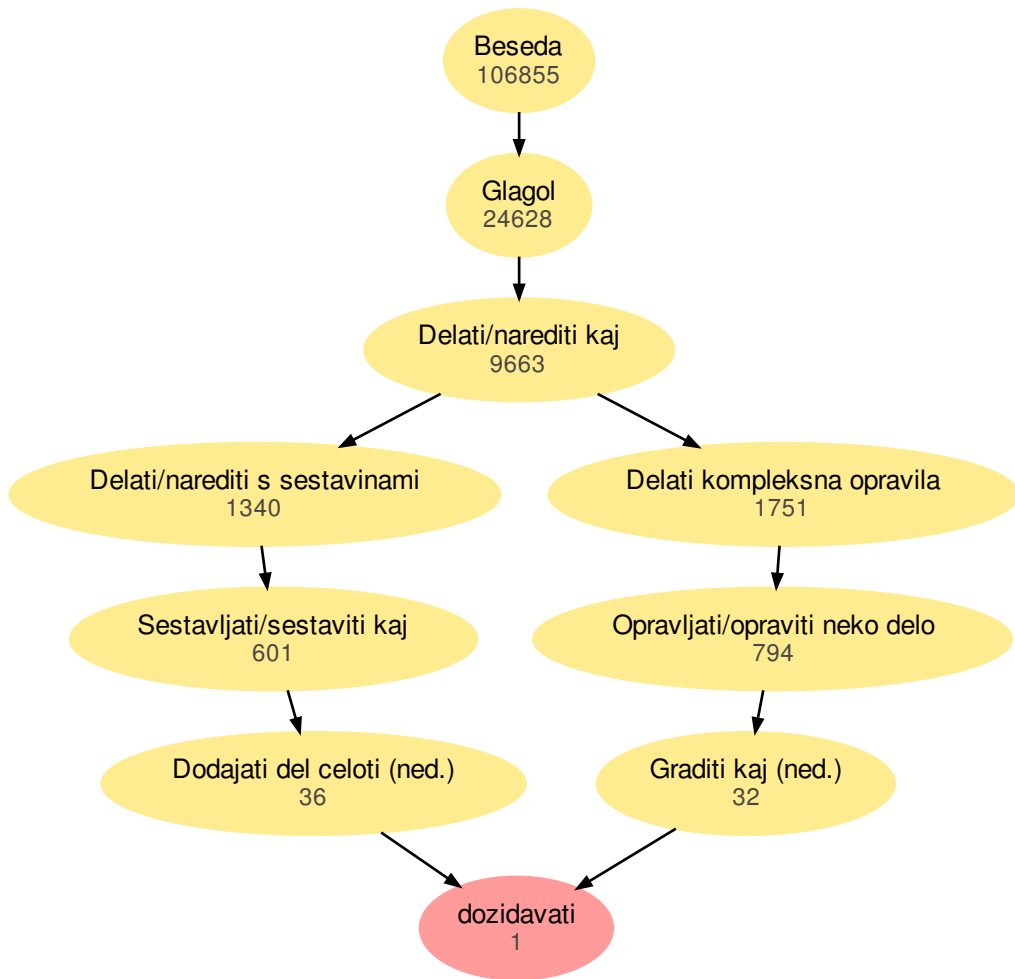 Beseda
106855
Glagol
24628
Delati/narediti kaj
9663
Delati/narediti s sestavinami
1340
Delati kompleksna opravila
1751
Sestavljati/sestaviti kaj
601
Opravljati/opraviti neko delo
794
Dodajati del celoti (ned.)
36
Graditi kaj (ned.)
32
dozidavati
1